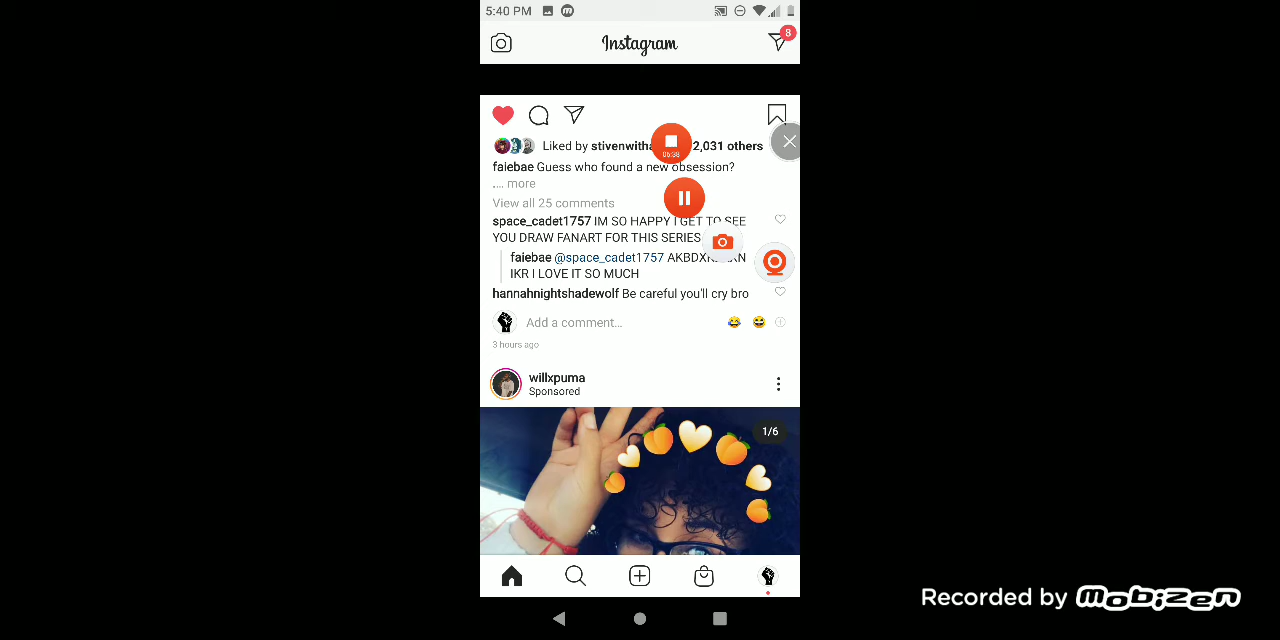 5:40 PM
8
Instagram
Liked by stivenwitha 2,031 others
05:38
faiebae Guess who found a new obsession?
.... more
View all 25 comments
space_cadet1757 IM SO HAPPY I GET TO SEE
YOU DRAW FANART FOR THIS SERIES
faiebae @space_cadet1757
IKR I LOVE IT SO MUCH
hannahnightshadewolf Be careful you'll cry bro
Add a comment...
3 hours ago
willxpuma
Sponsored
1/6
Recorded by mobizen